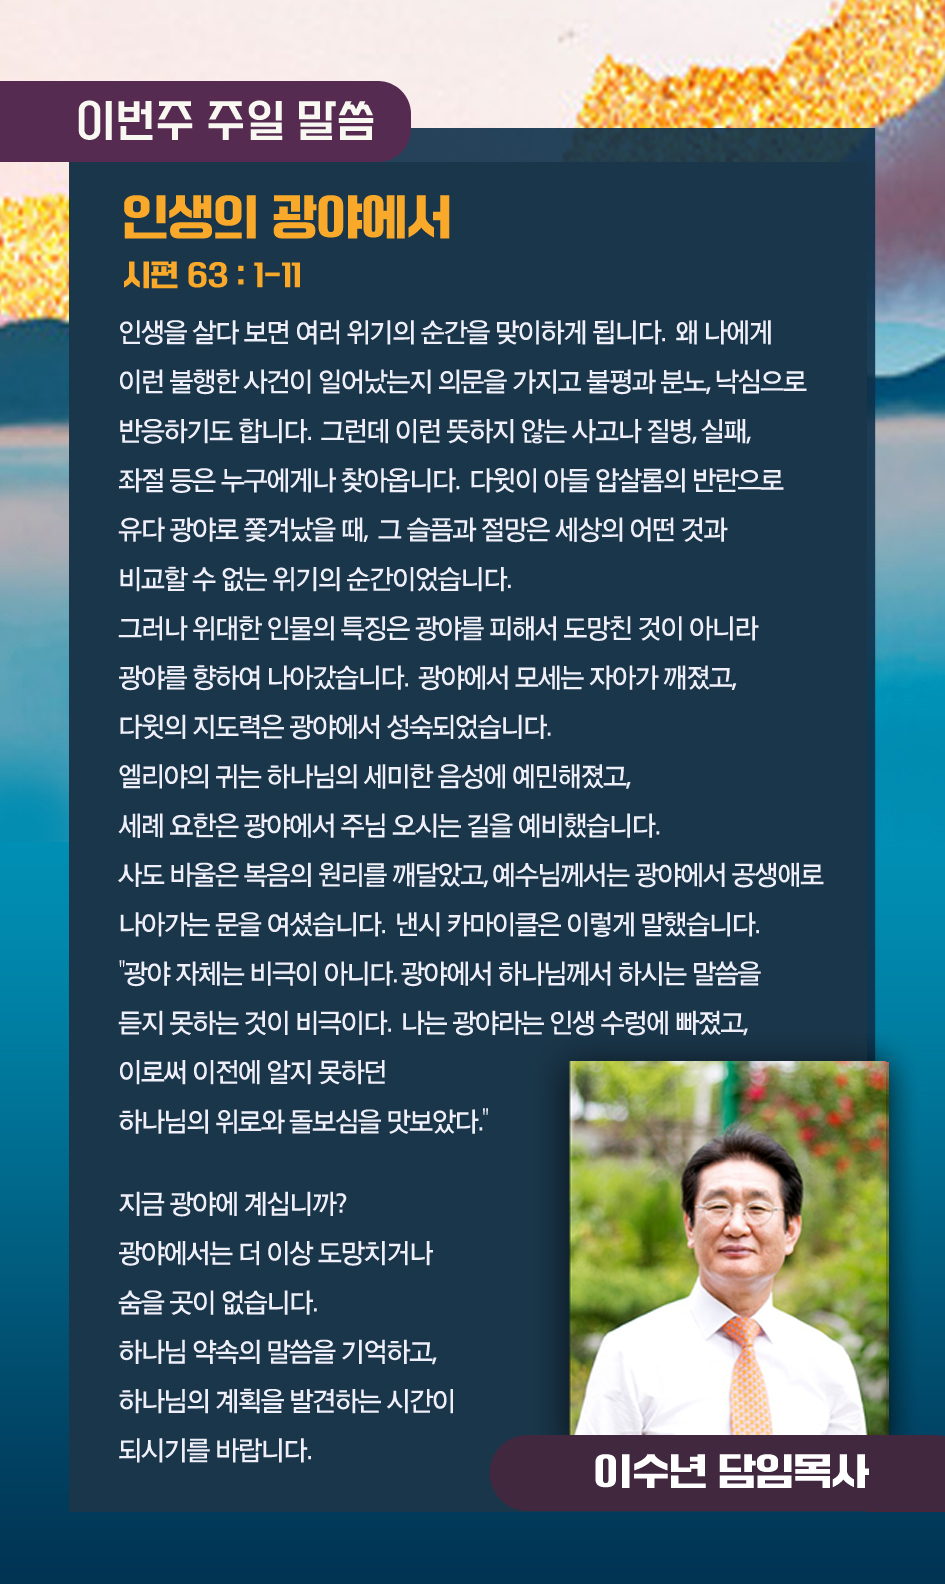 이번주 주일 말씀
인생의 광야에서
시편 63 : 1-11
인생을 살다 보면 여러 위기의 순간을 맞이하게 됩니다. 왜 나에게
이런 불행한 사건이 일어났는지 의문을 가지고 불평과 분노, 낙심으로
반응하기도 합니다. 그런데 이런 뜻하지 않는 사고나 질병, 실패,
좌절 등은 누구에게나 찾아옵니다. 다윗이 아들 압살롬의 반란으로
유다 광야로 쫓겨났을 때, 그 슬픔과 절망은 세상의 어떤 것과
비교할 수 없는 위기의 순간이었습니다.
그러나 위대한 인물의 특징은 광야를 피해서 도망친 것이 아니라
광야를 향하여 나아갔습니다. 광야에서 모세는 자아가 깨졌고,
다윗의 지도력은 광야에서 성숙되었습니다.
엘리야의 귀는 하나님의 세미한 음성에 예민해졌고,
세례 요한은 광야에서 주님 오시는 길을 예비했습니다.
사도 바울은 복음의 원리를 깨달았고, 예수님께서는 광야에서 공생애로
나아가는 문을 여셨습니다. 낸시 카마이클은 이렇게 말했습니다.
"광야 자체는 비극이 아니다. 광야에서 하나님께서 하시는 말씀을
듣지 못하는 것이 비극이다. 나는 광야라는 인생 수렁에 빠졌고,
이로써 이전에 알지 못하던
하나님의 위로와 돌보심을 맛보았다."
지금 광야에 계십니까?
광야에서는 더 이상 도망치거나
숨을 곳이 없습니다.
하나님 약속의 말씀을 기억하고,
하나님의 계획을 발견하는 시간이
되시기를 바랍니다.
이수년 담임목사